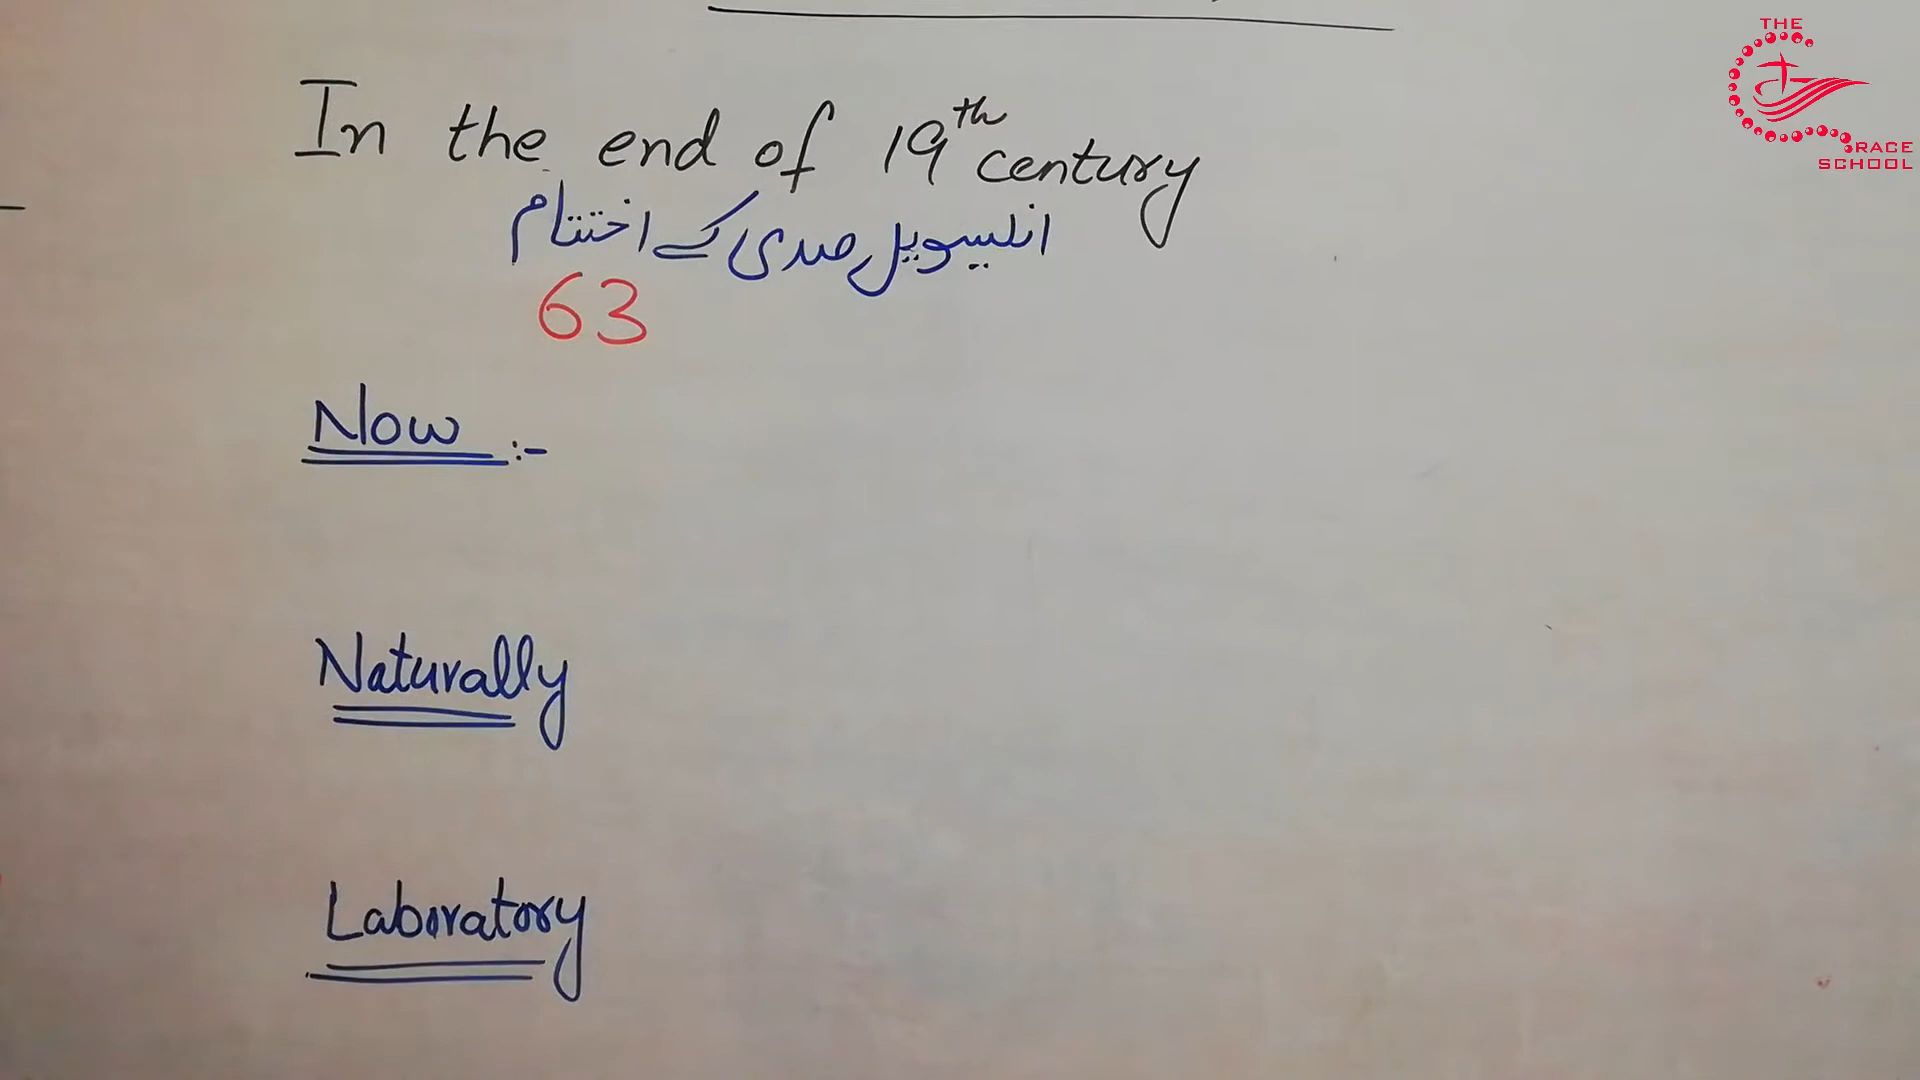 THE
GRACE
SCHOOL
In the end of 19th century
انیسویں صدی کے اختتام
63
Now :-
Naturally
Laboratory